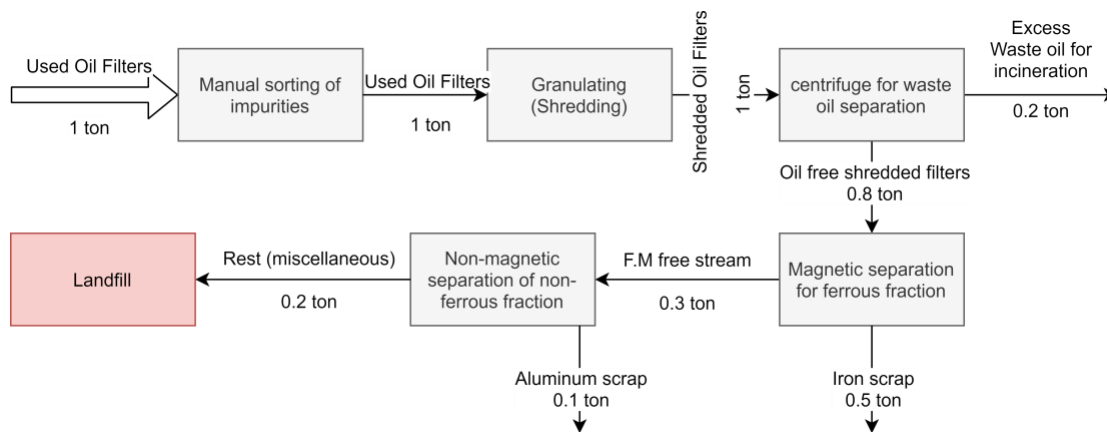 Used Oil Filters
1 ton
Manual sorting of
impurities
Used Oil Filters
1 ton
Granulating
(Shredding)
Shredded Oil Filters
1 ton
centrifuge for waste
oil separation
Excess
Waste oil for
incineration
0.2 ton
Oil free shredded filters
0.8 ton
Magnetic separation
for ferrous fraction
Iron scrap
0.5 ton
F.M free stream
0.3 ton
Non-magnetic
separation of non-
ferrous fraction
Aluminum scrap
0.1 ton
Rest (miscellaneous)
0.2 ton
Landfill